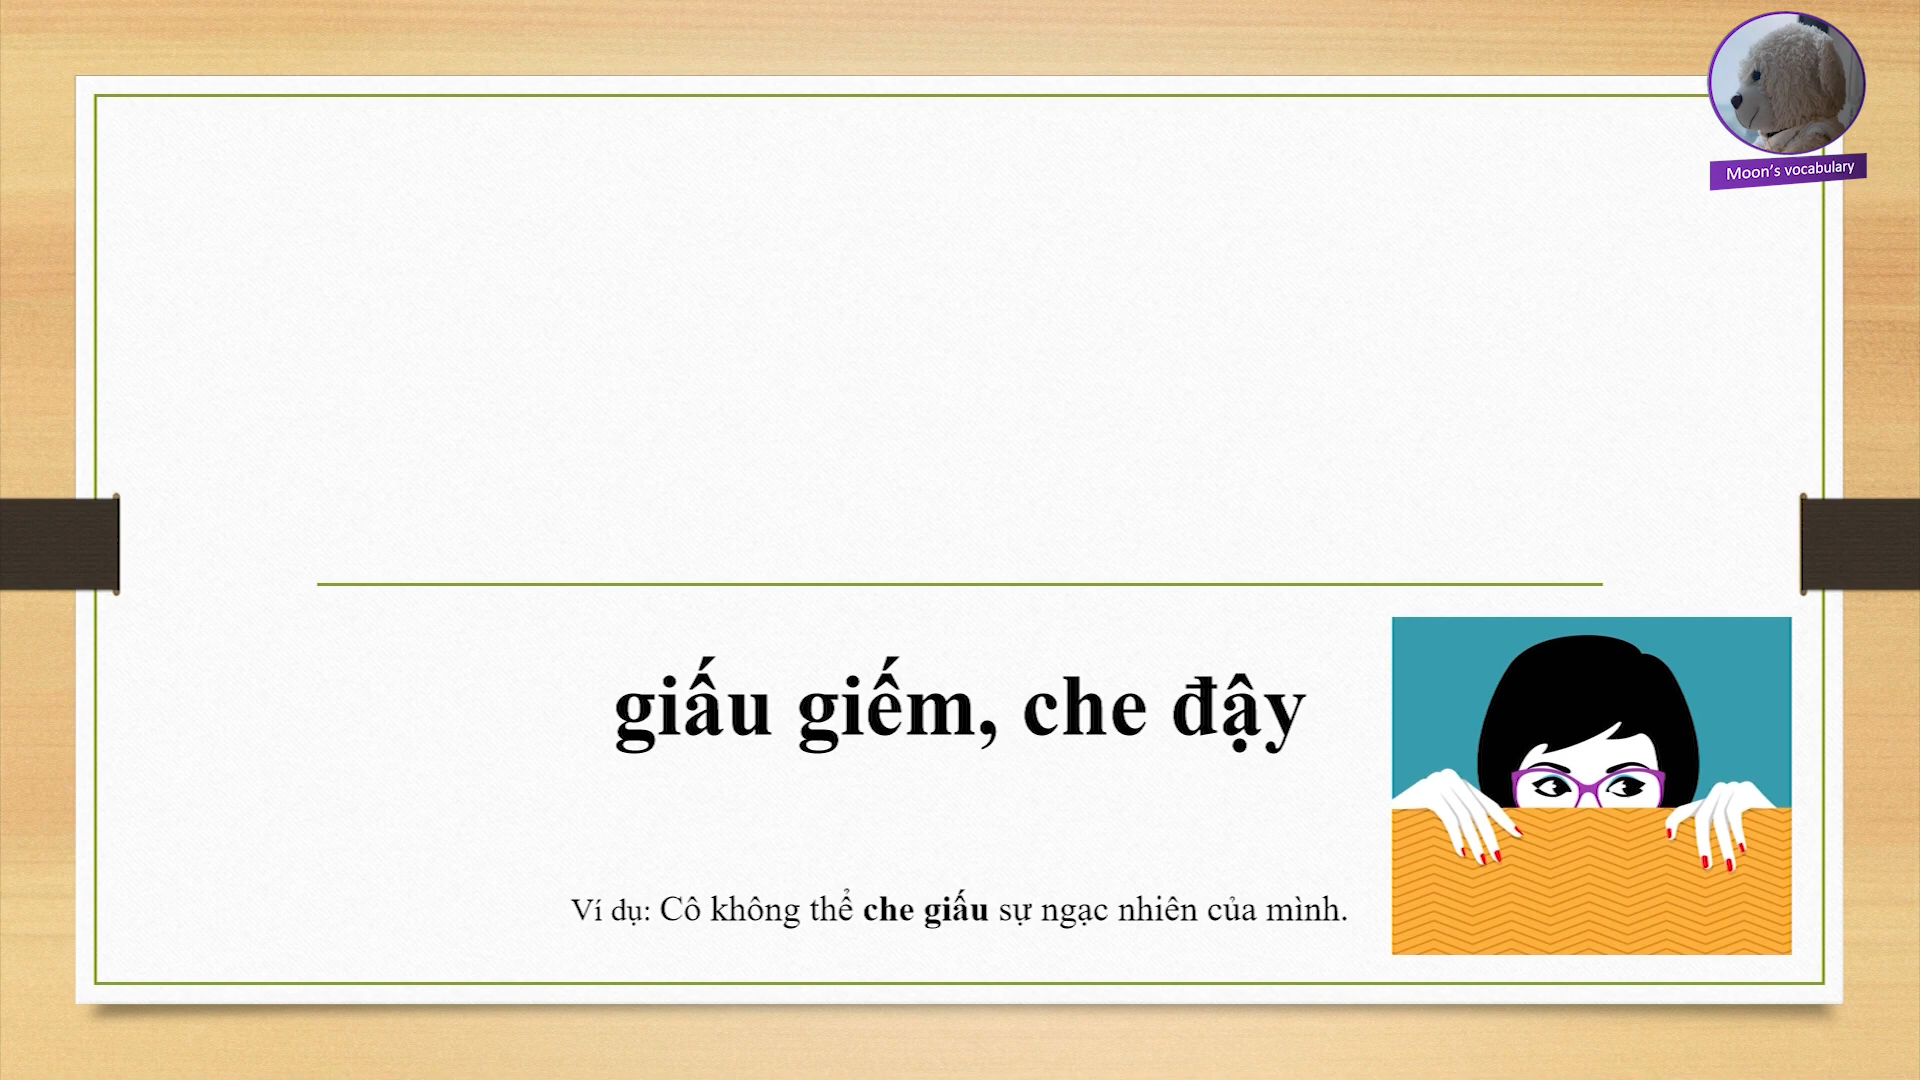 Moon's vocabulary
giấu giếm, che đậy
Ví dụ: Cô không thể che giấu sự ngạc nhiên của mình.